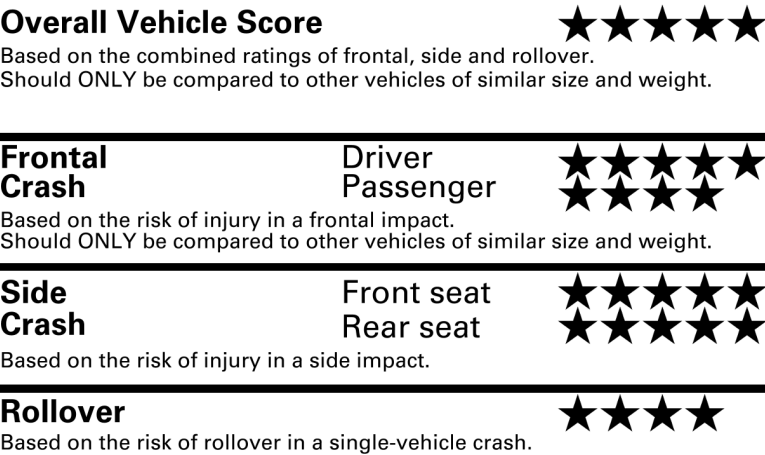 Overall Vehicle Score ★★★★★
Based on the combined ratings of frontal, side and rollover.
Should ONLY be compared to other vehicles of similar size and weight.
Frontal Driver ★★★★★
Crash Passenger ★★★★
Based on the risk of injury in a frontal impact.
Should ONLY be compared to other vehicles of similar size and weight.
Side Front seat ★★★★★
Crash Rear seat ★★★★★
Based on the risk of injury in a side impact.
Rollover ★★★★
Based on the risk of rollover in a single-vehicle crash.